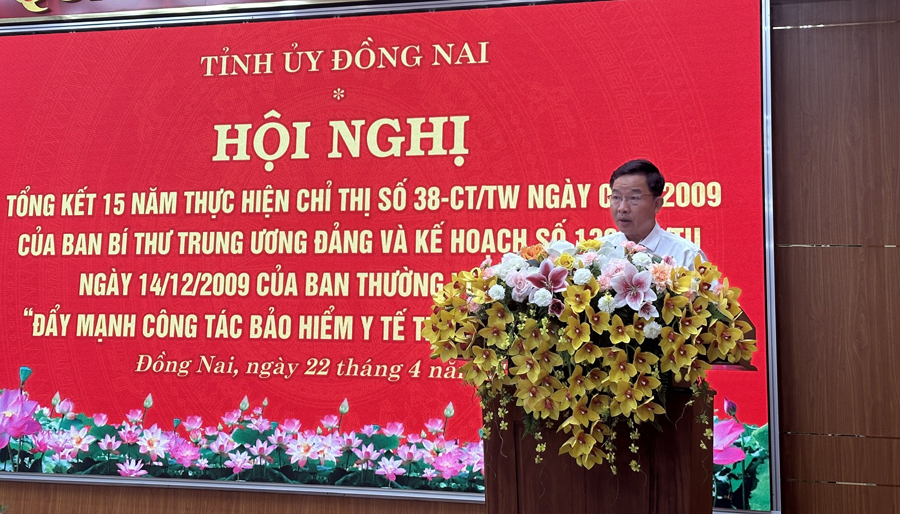 TỈNH ỦY ĐỒNG NAI
*
HỘI NGHỊ
TỔNG KẾT 15 NĂM THỰC HIỆN CHỈ THỊ SỐ 38-CT/TW NGÀY 2009
CỦA BAN BÍ THƯ TRUNG ƯƠNG ĐẢNG VÀ KẾ HOẠCH SỐ
NGÀY 14/12/2009 CỦA BAN THƯỜNG
"ĐẨY MẠNH CÔNG TÁC BẢO HIỂM Y TẾ
Đồng Nai, ngày 22 tháng 4